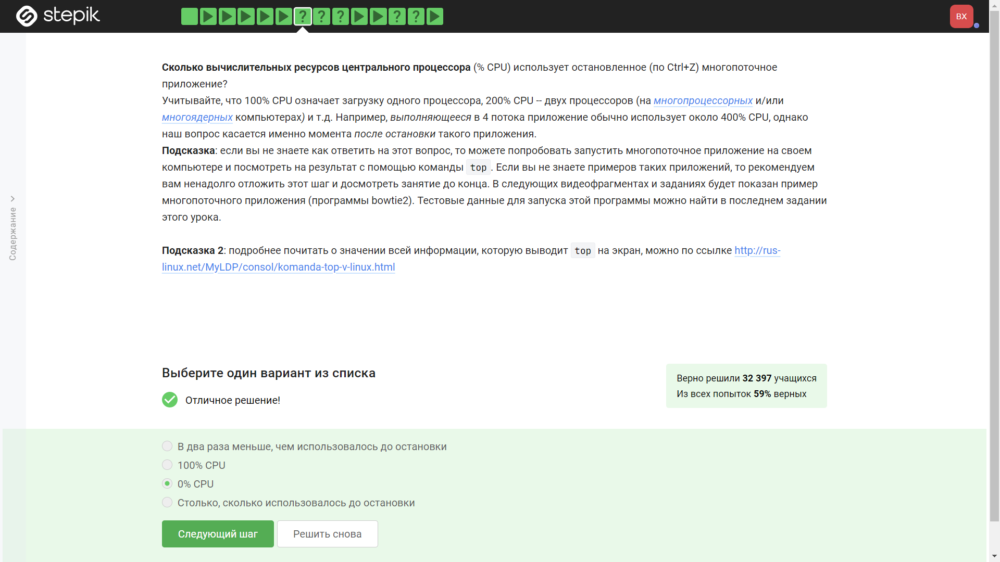 stepik
? ? ? ? ?
ВХ
Содержание
Сколько вычислительных ресурсов центрального процессора (% CPU) использует остановленное (по Ctrl+Z) многопоточное
приложение?
Учитывайте, что 100% CPU означает загрузку одного процессора, 200% CPU -- двух процессоров (на многопроцессорных и/или
многоядерных компьютерах) и т.д. Например, выполняющееся в 4 потока приложение обычно использует около 400% CPU, однако
наш вопрос касается именно момента после остановки такого приложения.
Подсказка: если вы не знаете как ответить на этот вопрос, то можете попробовать запустить многопоточное приложение на своем
компьютере и посмотреть на результат с помощью команды top. Если вы не знаете примеров таких приложений, то рекомендуем
вам ненадолго отложить этот шаг и досмотреть занятие до конца. В следующих видеофрагментах и заданиях будет показан пример
многопоточного приложения (программы bowtie2). Тестовые данные для запуска этой программы можно найти в последнем задании
этого урока.
Подсказка 2: подробнее почитать о значении всей информации, которую выводит top на экран, можно по ссылке http://rus-
linux.net/MyLDP/consol/komanda-top-v-linux.html
Выберите один вариант из списка
Верно решили 32 397 учащихся
Из всех попыток 59% верных
Отличное решение!
В два раза меньше, чем использовалось до остановки
100% CPU
0% CPU
Столько, сколько использовалось до остановки
Следующий шаг
Решить снова